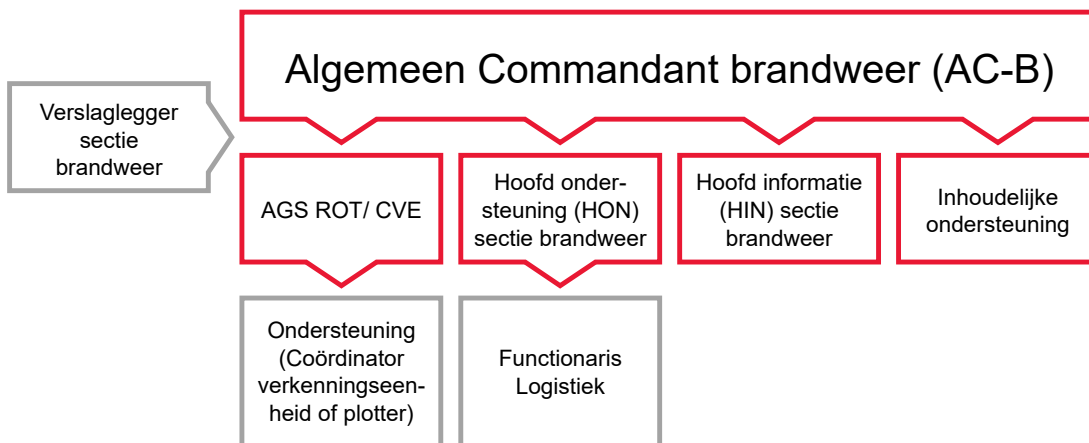 Algemeen Commandant brandweer (AC-B)
Verslaglegger
sectie
brandweer
AGS ROT/ CVE
Hoofd onder-
steuning (HON)
sectie brandweer
Hoofd informatie
(HIN) sectie
brandweer
Inhoudelijke
ondersteuning
Ondersteuning
(Coördinator
verkenningseen-
heid of plotter)
Functionaris
Logistiek